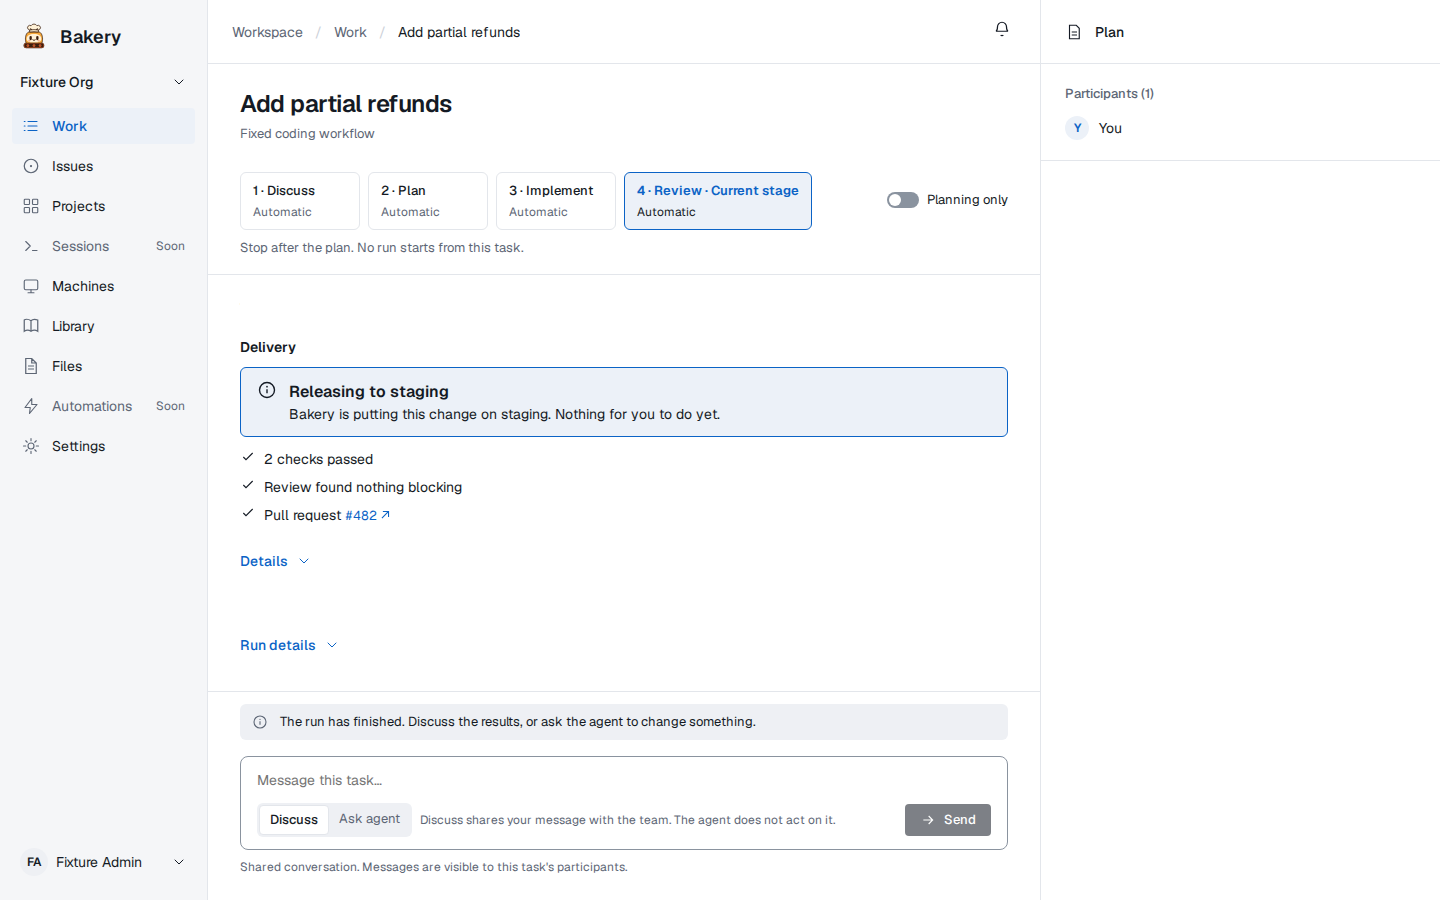 Bakery
Fixture Org
Work
Issues
Projects
Sessions Soon
Machines
Library
Files
Automations Soon
Settings
FA Fixture Admin
Workspace / Work / Add partial refunds
Add partial refunds
Fixed coding workflow
1 · Discuss
Automatic
2 · Plan
Automatic
3 · Implement
Automatic
4 · Review · Current stage
Automatic
Planning only
Stop after the plan. No run starts from this task.
Delivery
Releasing to staging
Bakery is putting this change on staging. Nothing for you to do yet.
2 checks passed
Review found nothing blocking
Pull request #482
Details
Run details
The run has finished. Discuss the results, or ask the agent to change something.
Message this task...
Discuss Ask agent Discuss shares your message with the team. The agent does not act on it. Send
Shared conversation. Messages are visible to this task's participants.
Plan
Participants (1)
Y You